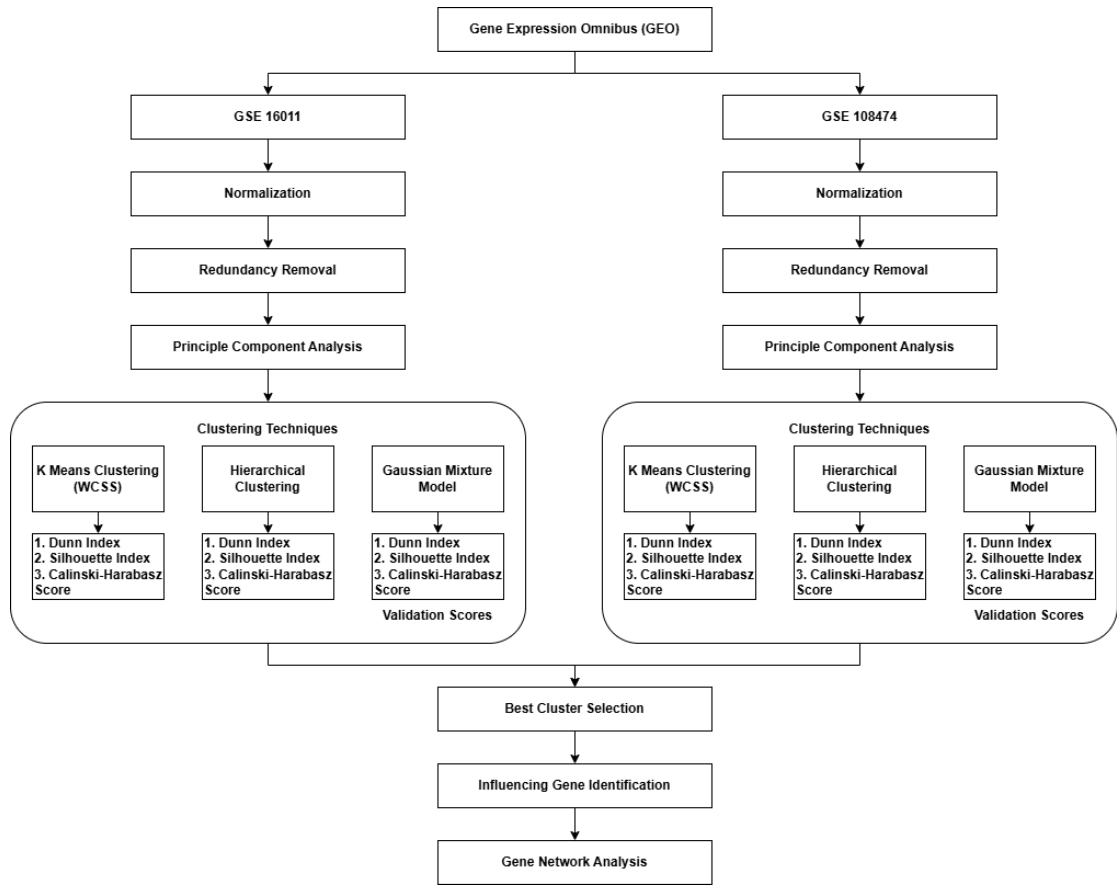 Gene Expression Omnibus (GEO)
GSE 16011
GSE 108474
Normalization
Normalization
Redundancy Removal
Redundancy Removal
Principle Component Analysis
Principle Component Analysis
Clustering Techniques
K Means Clustering
(WCSS)
Hierarchical
Clustering
Gaussian Mixture
Model
1. Dunn Index
2. Silhouette Index
3. Calinski-Harabasz
Score
1. Dunn Index
2. Silhouette Index
3. Calinski-Harabasz
Score
1. Dunn Index
2. Silhouette Index
3. Calinski-Harabasz
Score
Validation Scores
Clustering Techniques
K Means Clustering
(WCSS)
Hierarchical
Clustering
Gaussian Mixture
Model
1. Dunn Index
2. Silhouette Index
3. Calinski-Harabasz
Score
1. Dunn Index
2. Silhouette Index
3. Calinski-Harabasz
Score
1. Dunn Index
2. Silhouette Index
3. Calinski-Harabasz
Score
Validation Scores
Best Cluster Selection
Influencing Gene Identification
Gene Network Analysis